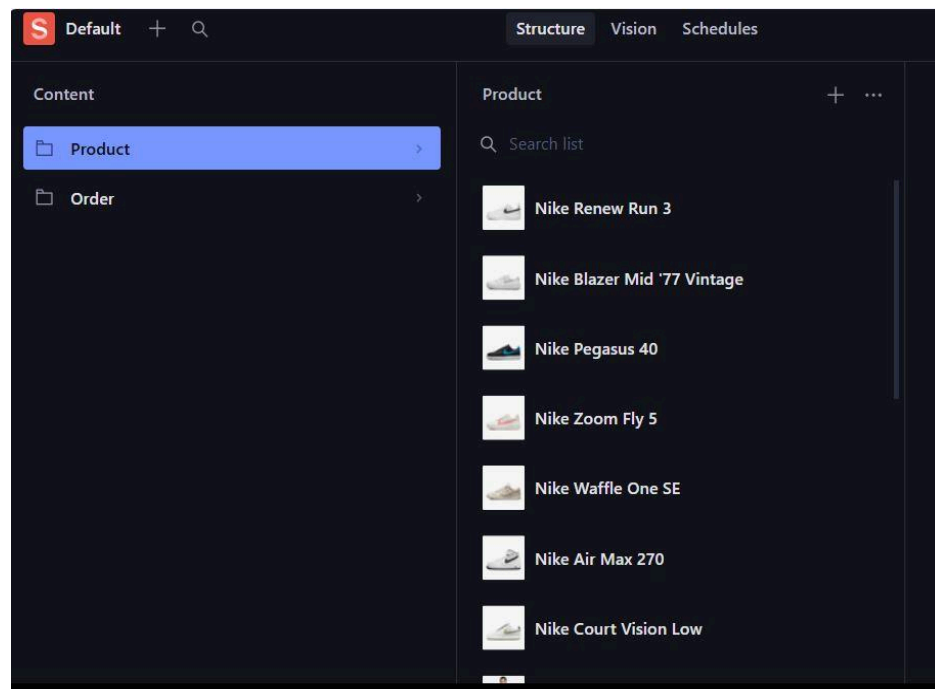 S Default
Structure Vision Schedules
Content
Product
Order
Product
Search list
Nike Renew Run 3
Nike Blazer Mid '77 Vintage
Nike Pegasus 40
Nike Zoom Fly 5
Nike Waffle One SE
Nike Air Max 270
Nike Court Vision Low